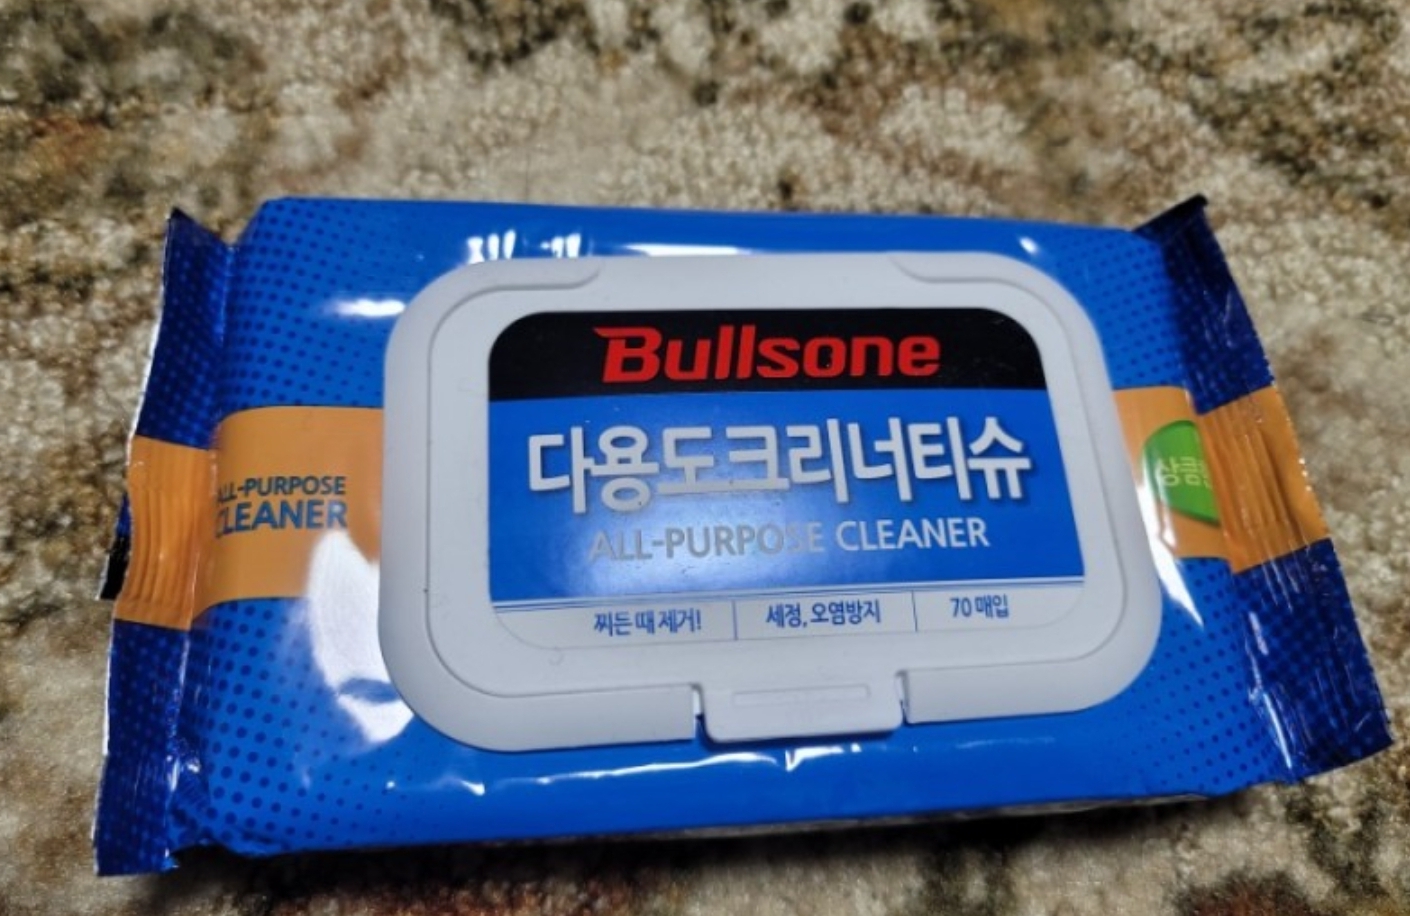 Bullsone
다용도크리너티슈
ALL-PURPOSE CLEANER
찌든 때 제거!
세정, 오염방지
70 매입
ALL-PURPOSE
CLEANER